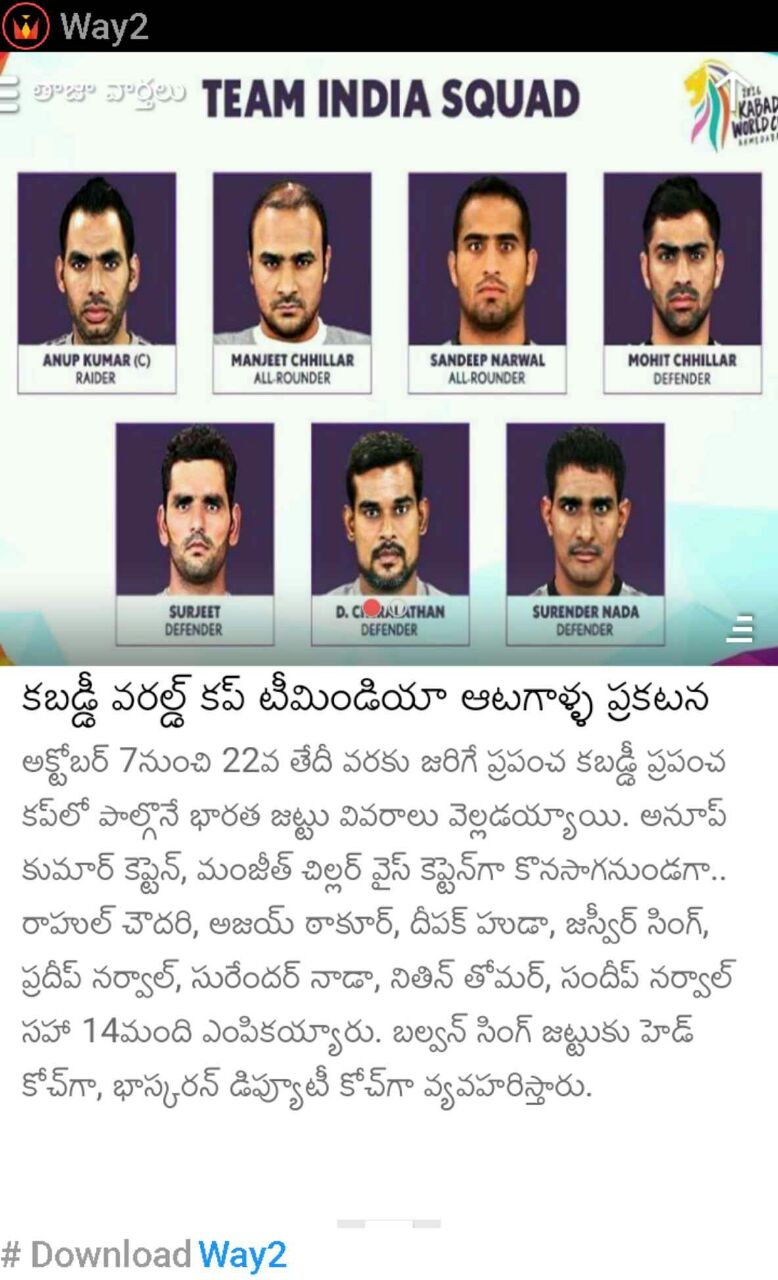 Way2
తాజా వార్తలు
TEAM INDIA SQUAD
2016
KABAD
WORLD C
ANUP KUMAR (C)
RAIDER
MANJEET CHHILLAR
ALL-ROUNDER
SANDEEP NARWAL
ALL-ROUNDER
MOHIT CHHILLAR
DEFENDER
SURJEET
DEFENDER
D.
DEFENDER
SURENDER NADA
DEFENDER
కబడ్డీ వరల్డ్ కప్ టీమిండియా ఆటగాళ్ళ ప్రకటన
అక్టోబర్ 7నుంచి 22వ తేదీ వరకు జరిగే ప్రపంచ కబడ్డీ ప్రపంచ
కప్‌లో పాల్గొనే భారత జట్టు వివరాలు వెల్లడయ్యాయి. అనూప్
కుమార్ కెప్టెన్, మంజీత్ చిల్లర్ వైస్ కెప్టెన్‌గా కొనసాగనుండగా..
రాహుల్ చౌదరి, అజయ్ ఠాకూర్, దీపక్ హుడా, జస్వీర్ సింగ్,
ప్రదీప్ నర్వాల్, సురేందర్ నాడా, నితిన్ తోమర్, సందీప్ నర్వాల్
సహా 14మంది ఎంపికయ్యారు. బల్వన్ సింగ్ జట్టుకు హెడ్
కోచ్‌గా, భాస్కరన్ డిప్యూటీ కోచ్‌గా వ్యవహరిస్తారు.
# Download Way2